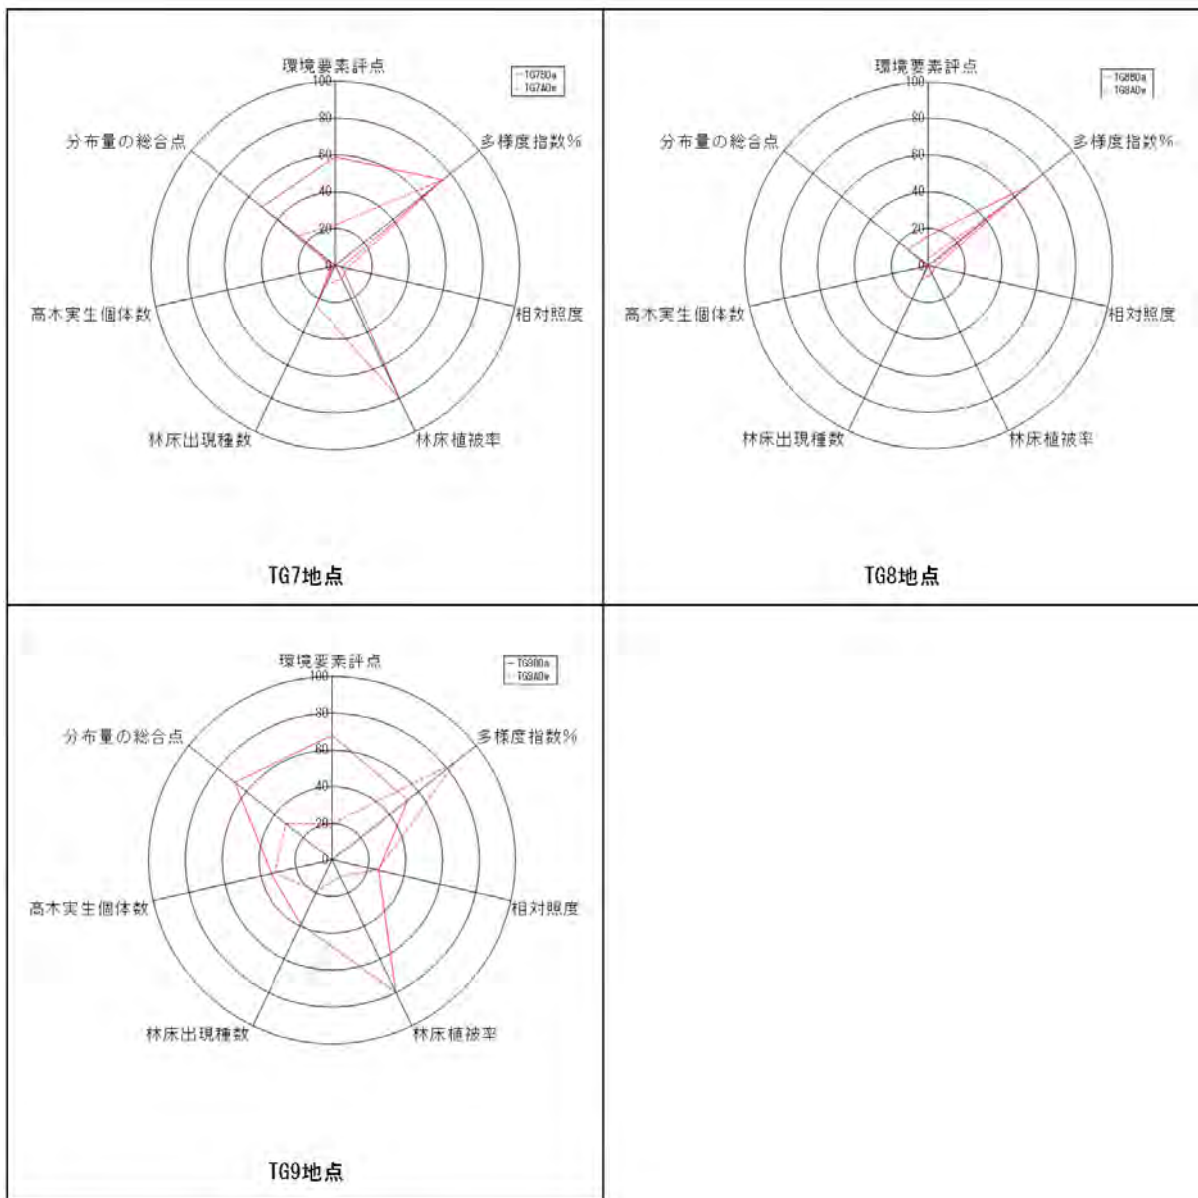 環境要素評点
100
80
60
40
20
0
多様度指数%
相対照度
林床植被率
林床出現種数
高木実生個体数
分布量の総合点
TG7BDa
TG7ADe
TG7地点
環境要素評点
100
80
60
40
20
0
多様度指数%
相対照度
林床植被率
林床出現種数
高木実生個体数
分布量の総合点
TG8BDa
TG8ADe
TG8地点
環境要素評点
100
80
60
40
20
0
多様度指数%
相対照度
林床植被率
林床出現種数
高木実生個体数
分布量の総合点
TG9BDa
TG9ADe
TG9地点